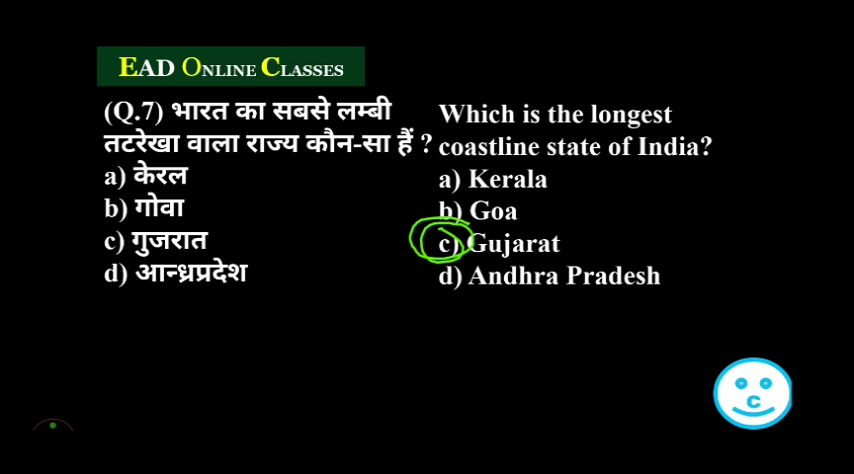 EAD ONLINE CLASSES
(Q.7) भारत का सबसे लम्बी
तटरेखा वाला राज्य कौन-सा हैं ?
a) केरल
b) गोवा
c) गुजरात
d) आन्ध्रप्रदेश
Which is the longest
coastline state of India?
a) Kerala
b) Goa
c) Gujarat
d) Andhra Pradesh
c